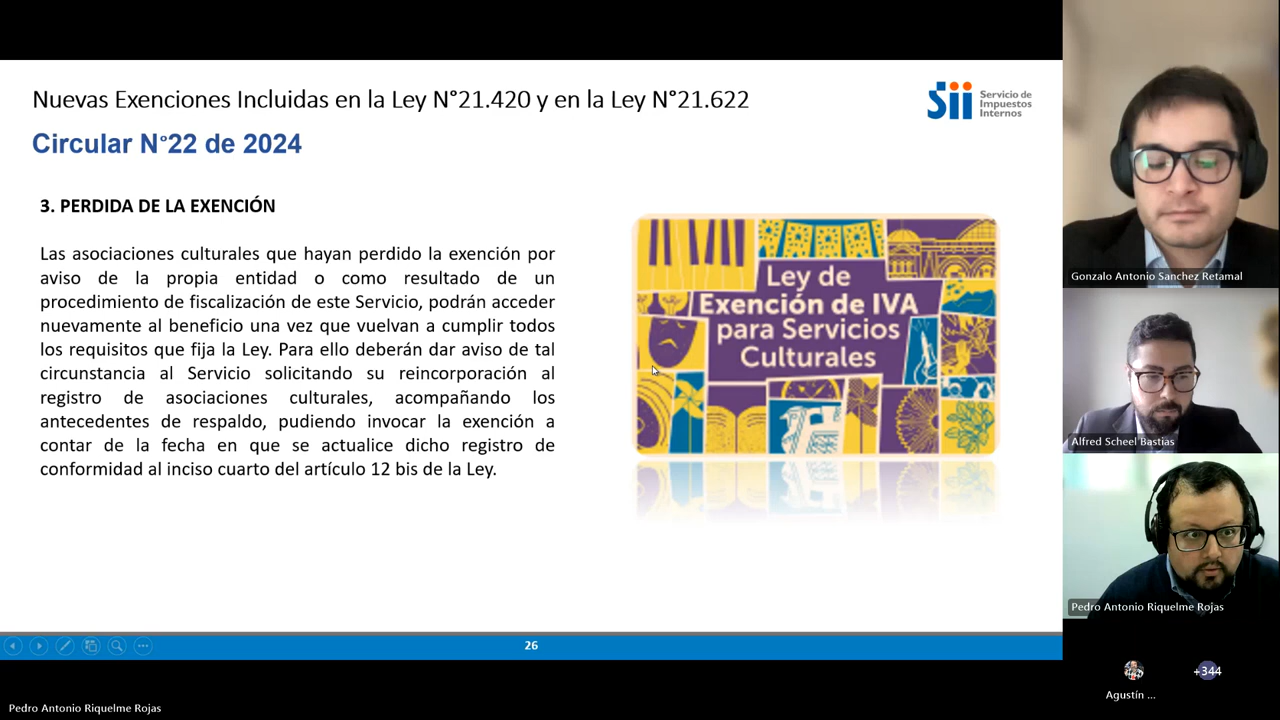 Nuevas Exenciones Incluidas en la Ley N°21.420 y en la Ley N°21.622
Sii Servicio de
Impuestos
Internos
Circular N°22 de 2024
3. PERDIDA DE LA EXENCIÓN
Las asociaciones culturales que hayan perdido la exención por
aviso de la propia entidad o como resultado de un
procedimiento de fiscalización de este Servicio, podrán acceder
nuevamente al beneficio una vez que vuelvan a cumplir todos
los requisitos que fija la Ley. Para ello deberán dar aviso de tal
circunstancia al Servicio solicitando su reincorporación al
registro de asociaciones culturales, acompañando los
antecedentes de respaldo, pudiendo invocar la exención a
contar de la fecha en que se actualice dicho registro de
conformidad al inciso cuarto del artículo 12 bis de la Ley.
Ley de
Exención de IVA
para Servicios
Culturales
26
Gonzalo Antonio Sanchez Retamal
Alfred Scheel Bastias
Pedro Antonio Riquelme Rojas
+344
Agustín ...
Pedro Antonio Riquelme Rojas